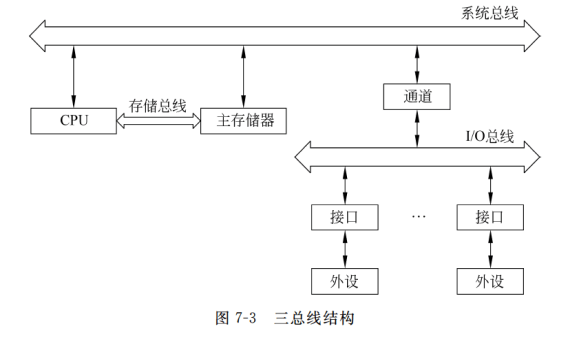 系统总线
存储总线
通道
CPU
主存储器
I/O总线
接口
…
接口
外设
外设
图 7-3 三总线结构